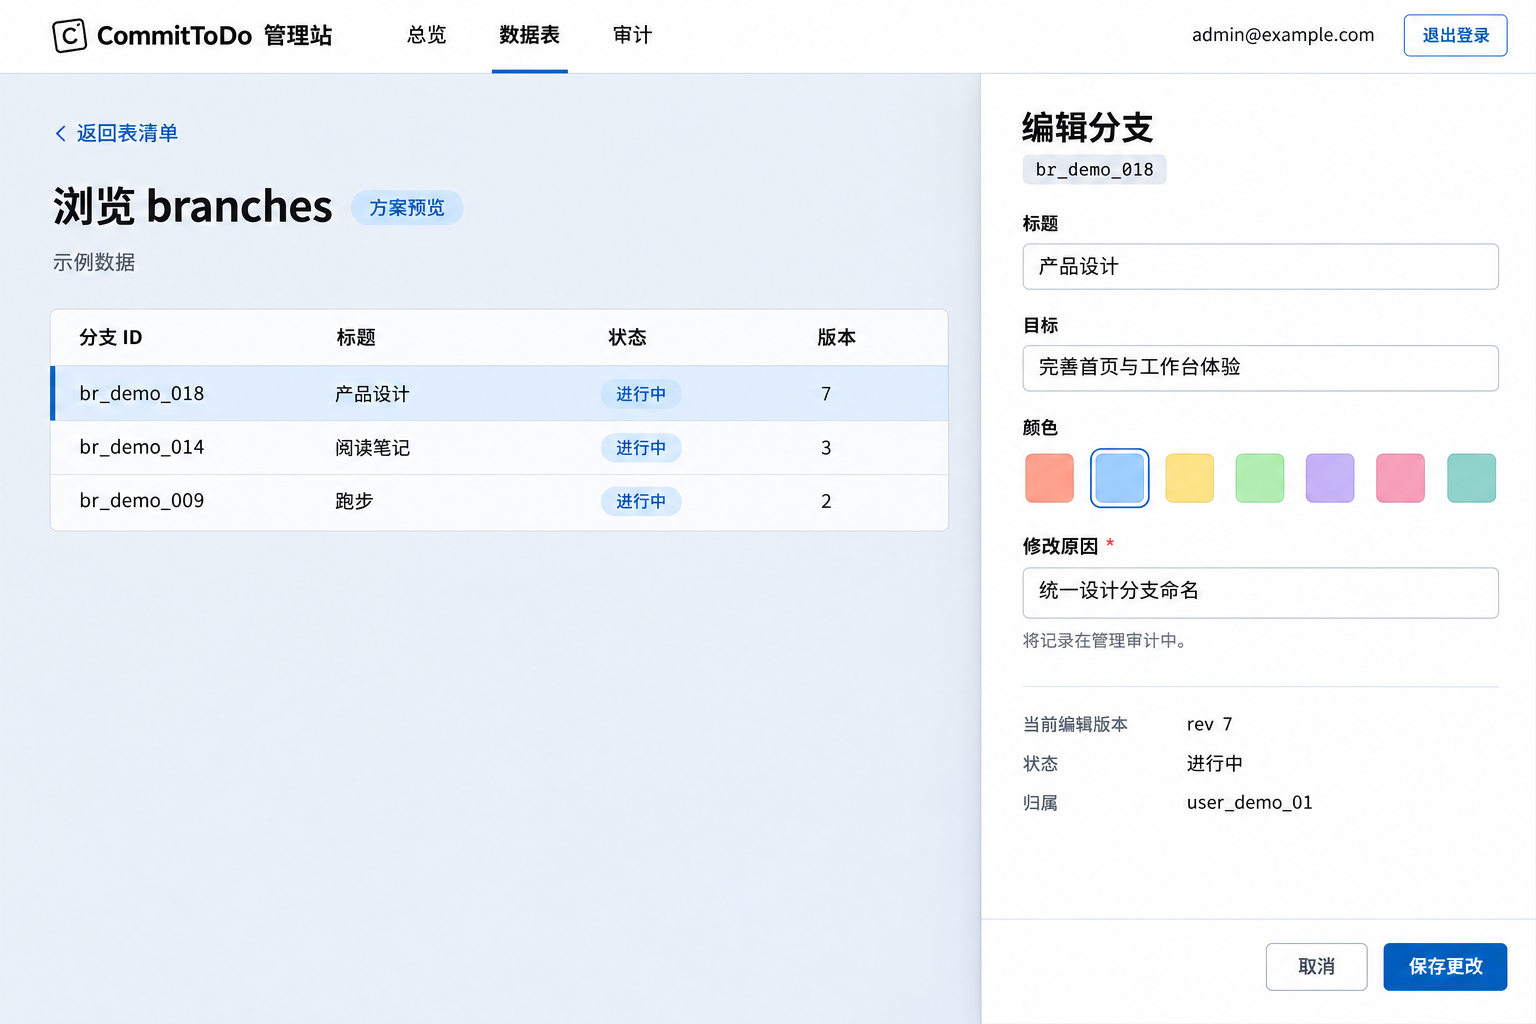 C CommitToDo 管理站 总览 数据表 审计 admin@example.com 退出登录
返回表清单
浏览 branches 方案预览
示例数据
分支 ID 标题 状态 版本
br_demo_018 产品设计 进行中 7
br_demo_014 阅读笔记 进行中 3
br_demo_009 跑步 进行中 2
编辑分支
br_demo_018
标题
产品设计
目标
完善首页与工作台体验
颜色
修改原因 *
统一设计分支命名
将记录在管理审计中。
当前编辑版本 rev 7
状态 进行中
归属 user_demo_01
取消 保存更改